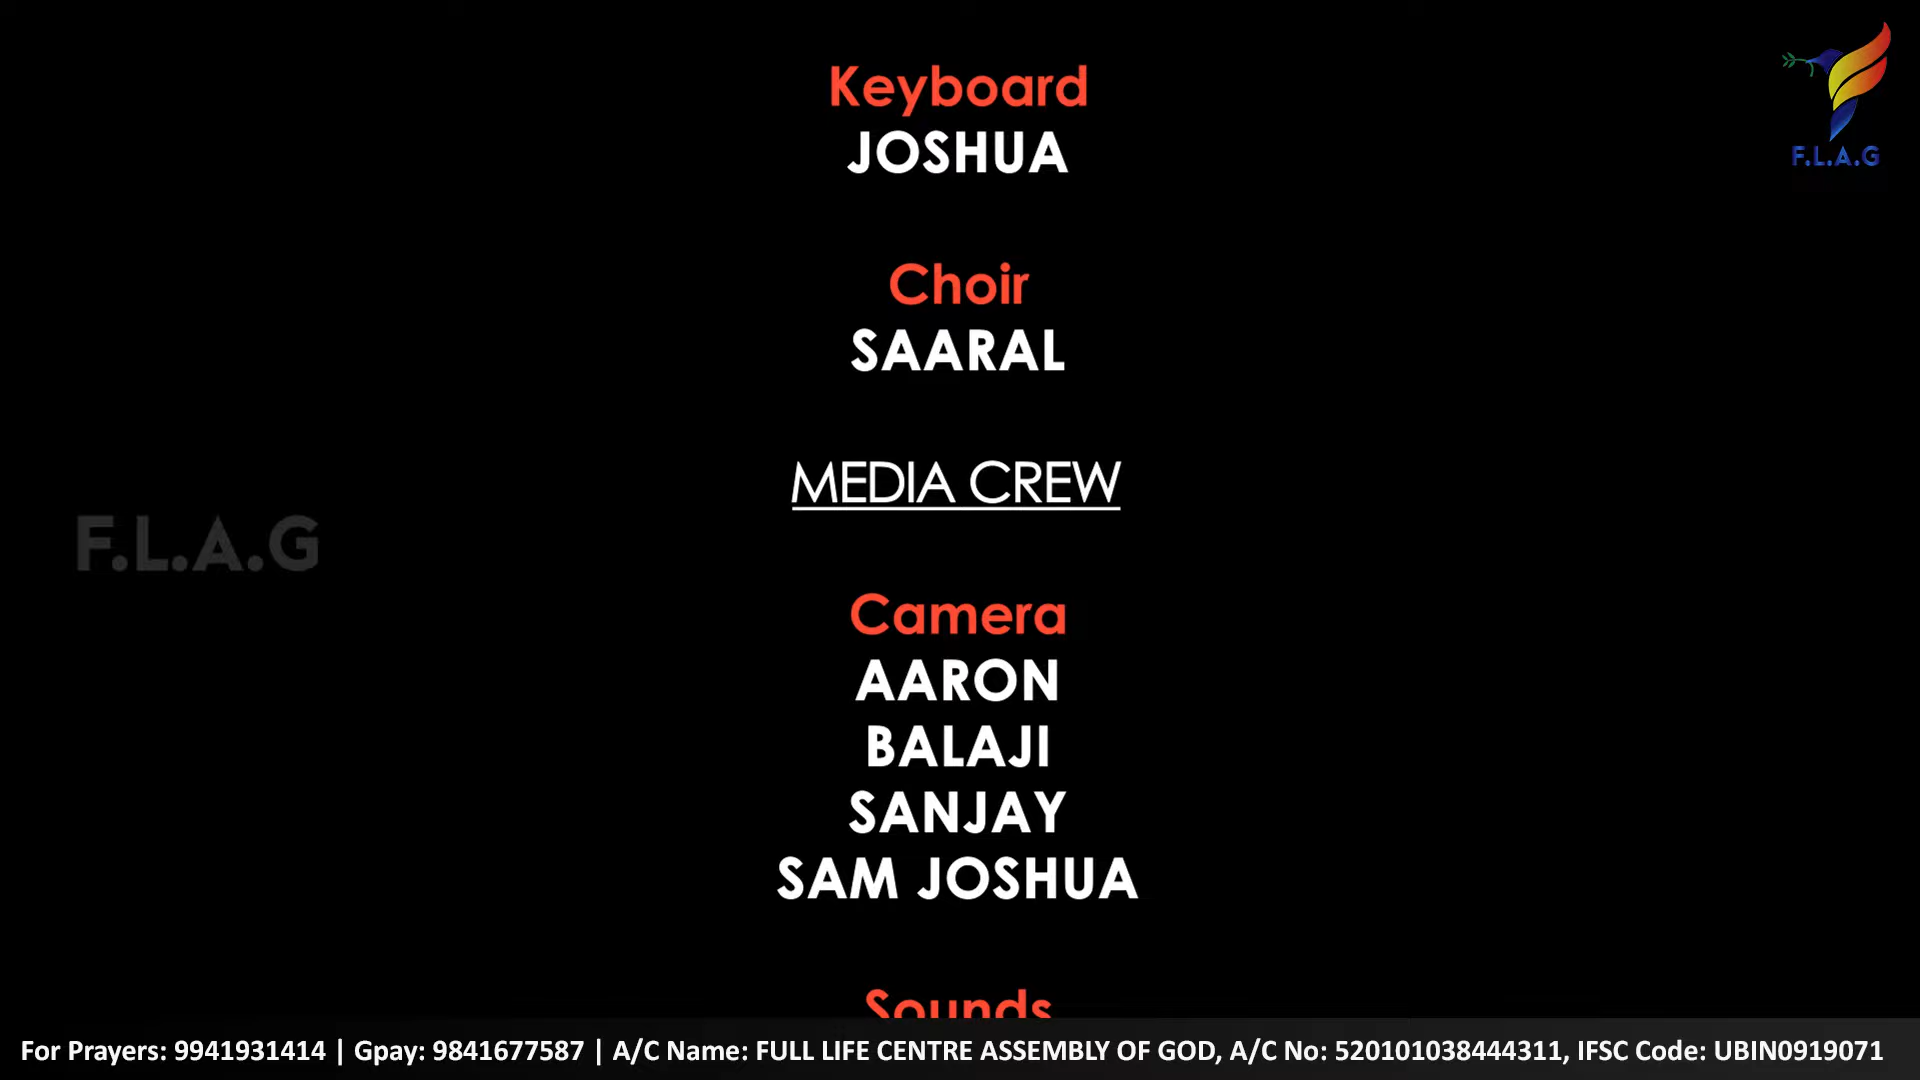 Keyboard
JOSHUA
F.L.A.G
Choir
SAARAL
MEDIA CREW
F.L.A.G
Camera
AARON
BALAJI
SANJAY
SAM JOSHUA
Sounds
For Prayers: 9941931414 | Gpay: 9841677587 | A/C Name: FULL LIFE CENTRE ASSEMBLY OF GOD, A/C No: 520101038444311, IFSC Code: UBIN0919071